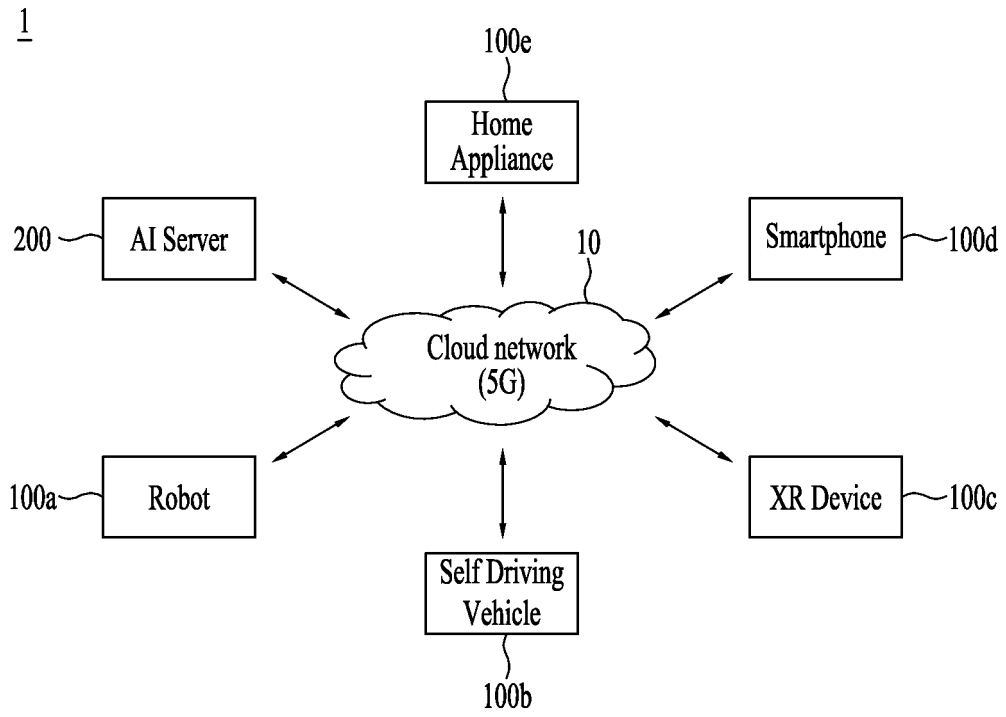 1
100e
Home
Appliance
200
AI Server
Smartphone
100d
10
Cloud network
(5G)
100a
Robot
XR Device
100c
Self Driving
Vehicle
100b